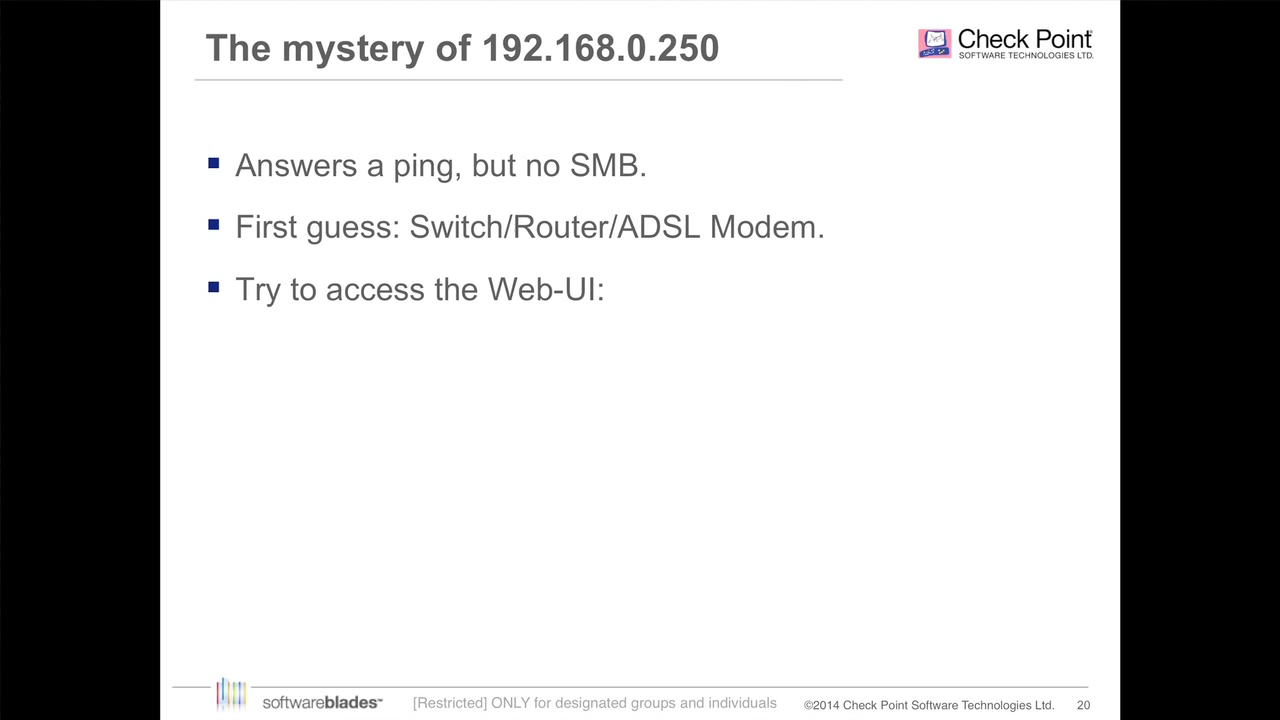 The mystery of 192.168.0.250
Check Point
SOFTWARE TECHNOLOGIES LTD.
Answers a ping, but no SMB.
First guess: Switch/Router/ADSL Modem.
Try to access the Web-UI:
softwareblades™
[Restricted] ONLY for designated groups and individuals
©2014 Check Point Software Technologies Ltd.
20